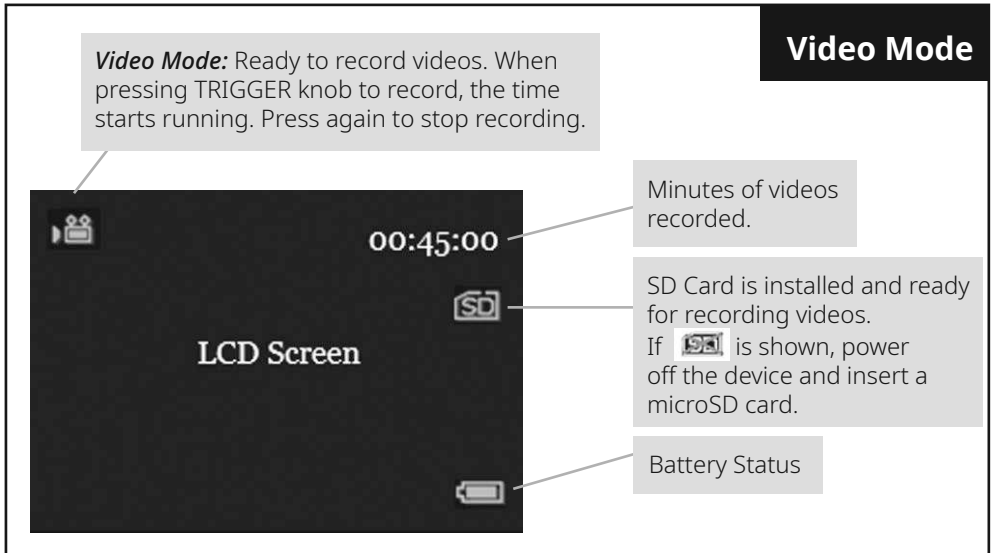 Video Mode
Video Mode: Ready to record videos. When
pressing TRIGGER knob to record, the time
starts running. Press again to stop recording.
Minutes of videos
recorded.
00:45:00
SD
SD Card is installed and ready
for recording videos.
If is shown, power
off the device and insert a
microSD card.
LCD Screen
Battery Status